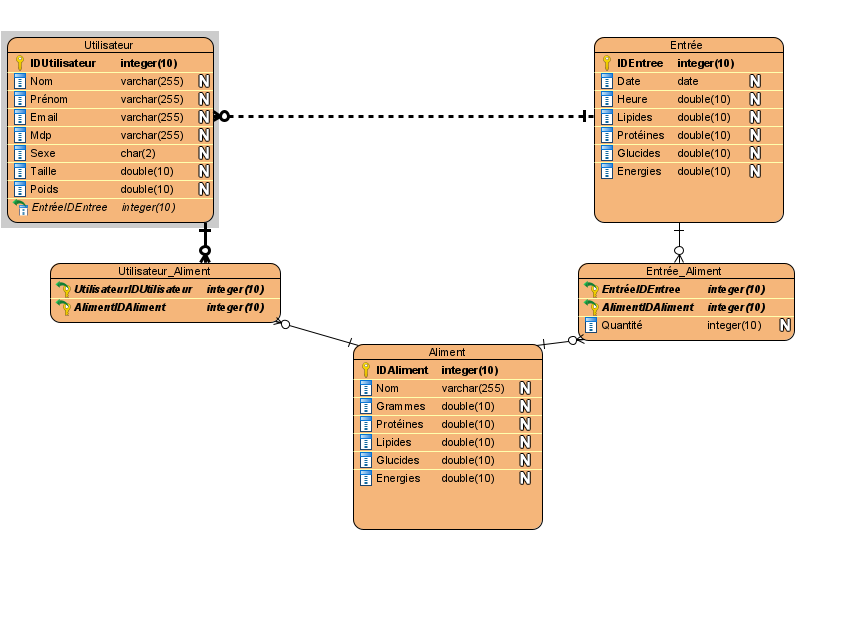 Utilisateur
IDUtilisateur integer(10)
Nom varchar(255) N
Prénom varchar(255) N
Email varchar(255) N
Mdp varchar(255) N
Sexe char(2) N
Taille double(10) N
Poids double(10) N
EntréeIDEntree integer(10)
Entrée
IDEntree integer(10)
Date date N
Heure double(10) N
Lipides double(10) N
Protéines double(10) N
Glucides double(10) N
Energies double(10) N
Utilisateur_Aliment
UtilisateurIDUtilisateur integer(10)
AlimentIDAliment integer(10)
Entrée_Aliment
EntréeIDEntree integer(10)
AlimentIDAliment integer(10)
Quantité integer(10) N
Aliment
IDAliment integer(10)
Nom varchar(255) N
Grammes double(10) N
Protéines double(10) N
Lipides double(10) N
Glucides double(10) N
Energies double(10) N